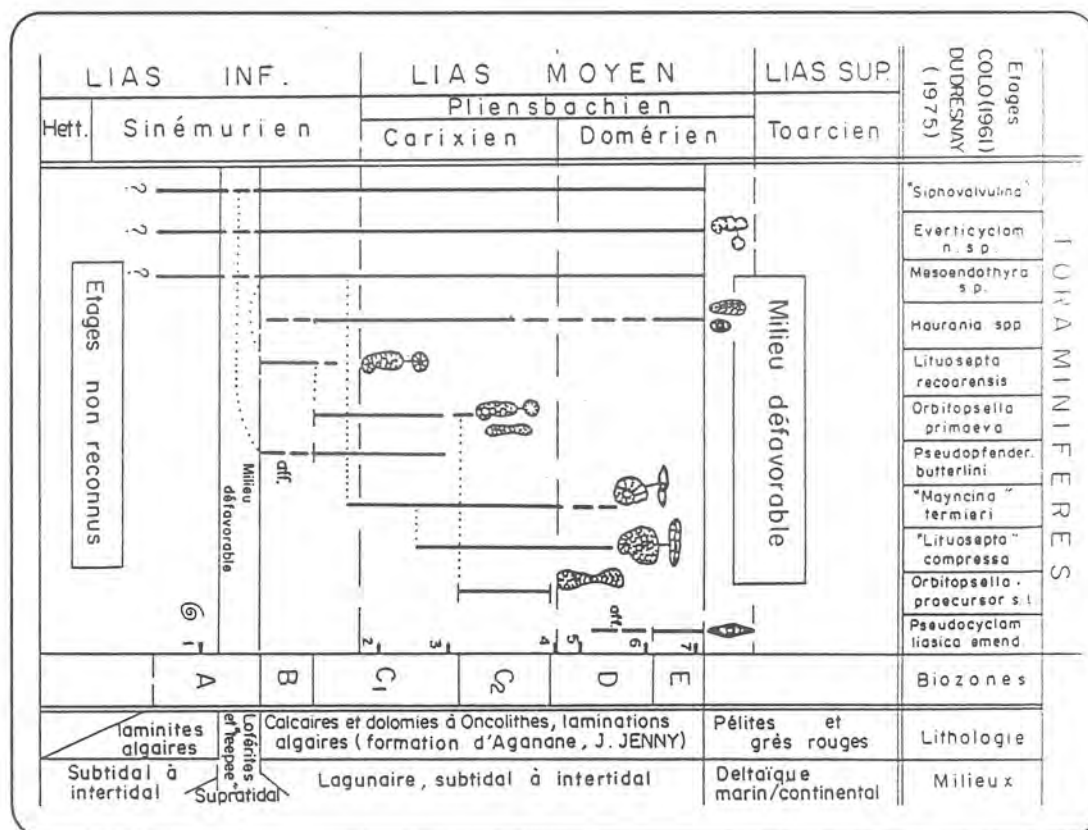 LIAS INF.
LIAS MOYEN
LIAS SUP.
Etages
COLO (1961)
DU DRESNAY
(1975)
Hett.
Sinémurien
Pliensbachien
Carixien
Domérien
Toarcien
FORAMINIFERES
?
"Siphovalvulina"
?
Everticyclam
n. sp.
?
Mesoendothyra
sp.
Haurania spp
Lituosepta
recoarensis
Orbitopsella
primaeva
aff.
Pseudopfender.
butterlini
"Mayncina"
termieri
"Lituosepta"
compressa
Orbitopsella
praecursor s.l.
aff.
Pseudocyclam
liasica emend.
Etages non reconnus
Milieu
défavorable
Milieu défavorable
1
2
3
4
5
6
7
A
B
C1
C2
D
E
Biozones
laminites
algaires
Loférites
et "teepee"
Calcaires et dolomies à Oncolithes, laminations
algaires (formation d'Aganane, J. JENNY)
Pélites et
grès rouges
Lithologie
Subtidal à
intertidal
Supratidal
Lagunaire, subtidal à intertidal
Deltaïque
marin/continental
Milieux